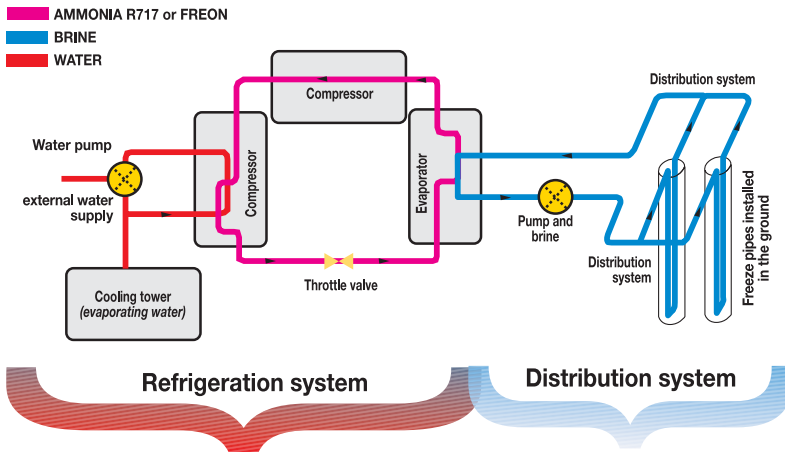 AMMONIA R717 or FREON
BRINE
WATER
Compressor
Distribution system
Water pump
external water
supply
Compressor
Evaporator
Pump and
brine
Distribution
system
Freeze pipes installed
in the ground
Throttle valve
Cooling tower
(evaporating water)
Refrigeration system
Distribution system